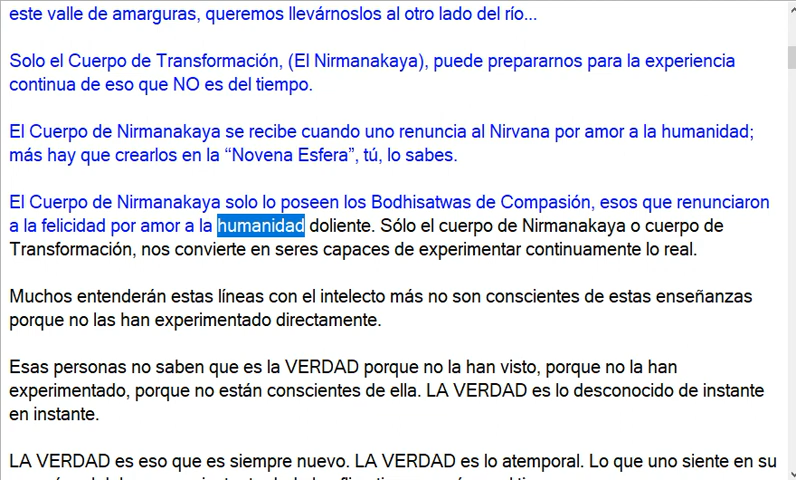 este valle de amarguras, queremos llevárnoslos al otro lado del río...
Solo el Cuerpo de Transformación, (El Nirmanakaya), puede prepararnos para la experiencia
continua de eso que NO es del tiempo.
El Cuerpo de Nirmanakaya se recibe cuando uno renuncia al Nirvana por amor a la humanidad;
más hay que crearlos en la “Novena Esfera”, tú, lo sabes.
El Cuerpo de Nirmanakaya solo lo poseen los Bodhisatwas de Compasión, esos que renunciaron
a la felicidad por amor a la humanidad doliente. Sólo el cuerpo de Nirmanakaya o cuerpo de
Transformación, nos convierte en seres capaces de experimentar continuamente lo real.
Muchos entenderán estas líneas con el intelecto más no son conscientes de estas enseñanzas
porque no las han experimentado directamente.
Esas personas no saben que es la VERDAD porque no la han visto, porque no la han
experimentado, porque no están conscientes de ella. LA VERDAD es lo desconocido de instante
en instante.
LA VERDAD es eso que es siempre nuevo. LA VERDAD es lo atemporal. Lo que uno siente en su